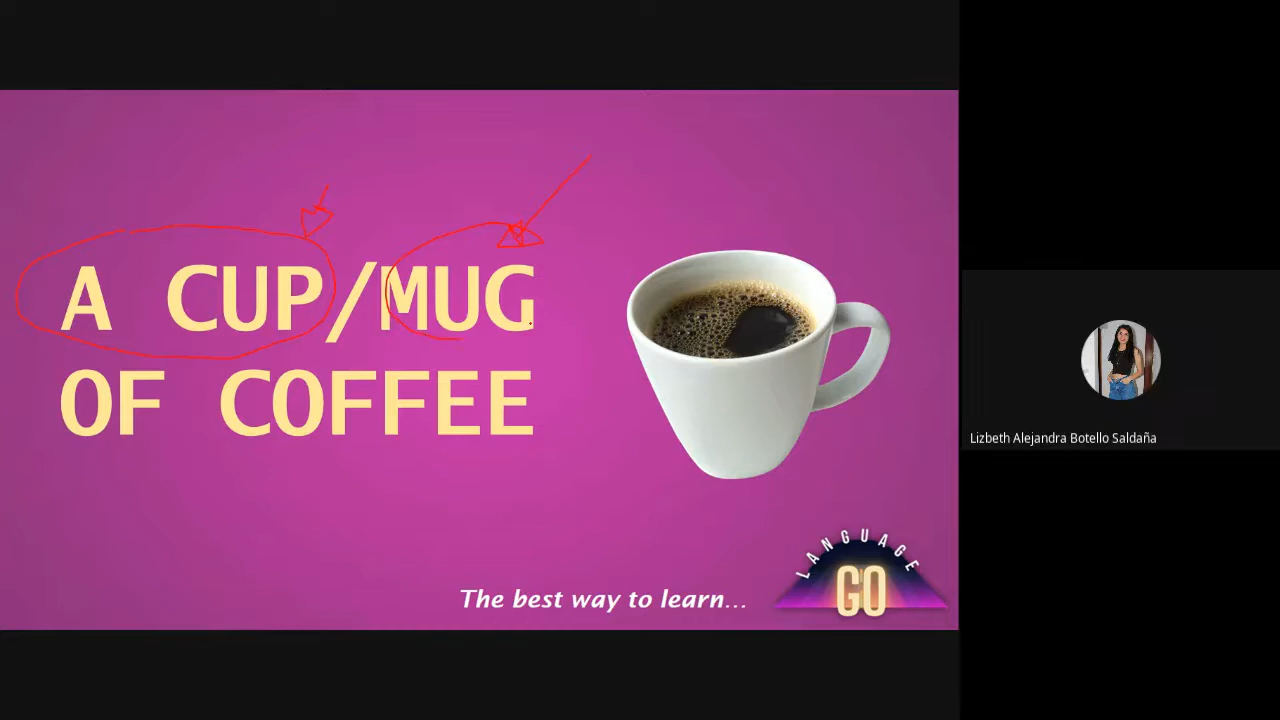 A CUP/MUG
OF COFFEE
The best way to learn...
LANGUAGE
GO
Lizbeth Alejandra Botello Saldaña